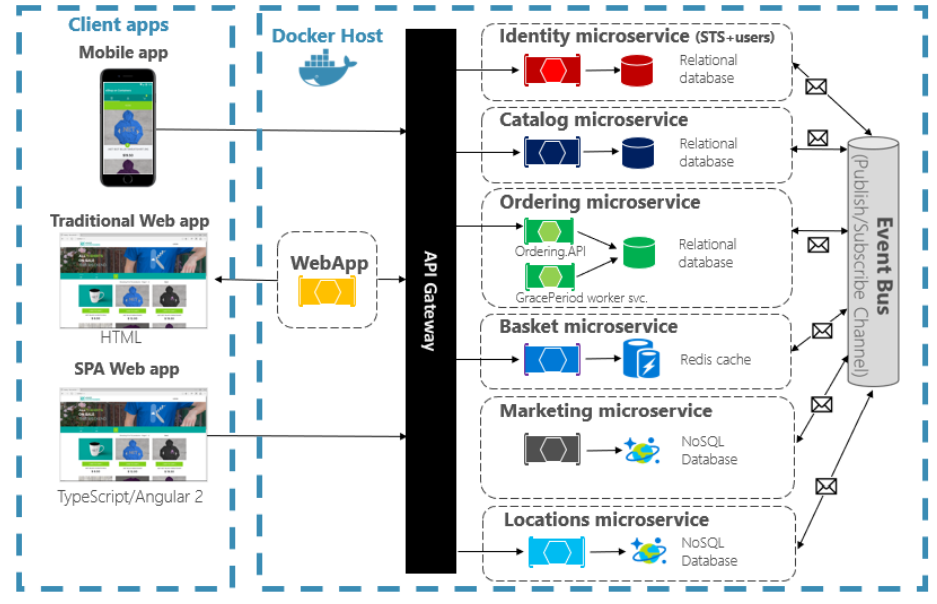 Client apps
Mobile app
Traditional Web app
HTML
SPA Web app
TypeScript/Angular 2
Docker Host
WebApp
API Gateway
Identity microservice (STS+users)
Relational
database
Catalog microservice
Relational
database
Ordering microservice
Ordering.API
Relational
database
GracePeriod worker svc.
Basket microservice
Redis cache
Marketing microservice
NoSQL
Database
Locations microservice
NoSQL
Database
Event Bus
(Publish/Subscribe Channel)